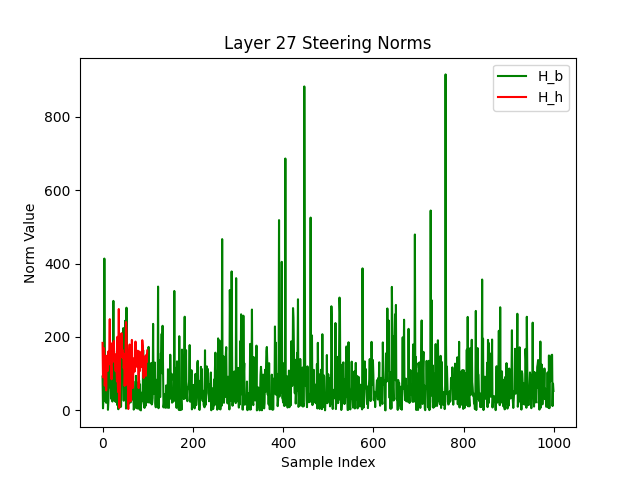 Layer 27 Steering Norms
H_b
H_h
Norm Value
800
600
400
200
0
0 200 400 600 800 1000
Sample Index